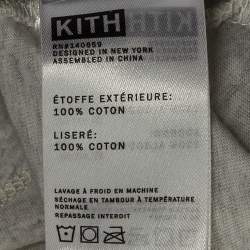 KITH
RN#140659
DESIGNED IN NEW YORK
ASSEMBLED IN CHINA
ÉTOFFE EXTÉRIEURE:
100% COTON
LISERÉ:
100% COTON
LAVAGE À FROID EN MACHINE
SÉCHAGE EN TAMBOUR À TEMPÉRATURE
NORMALE
REPASSAGE INTERDIT